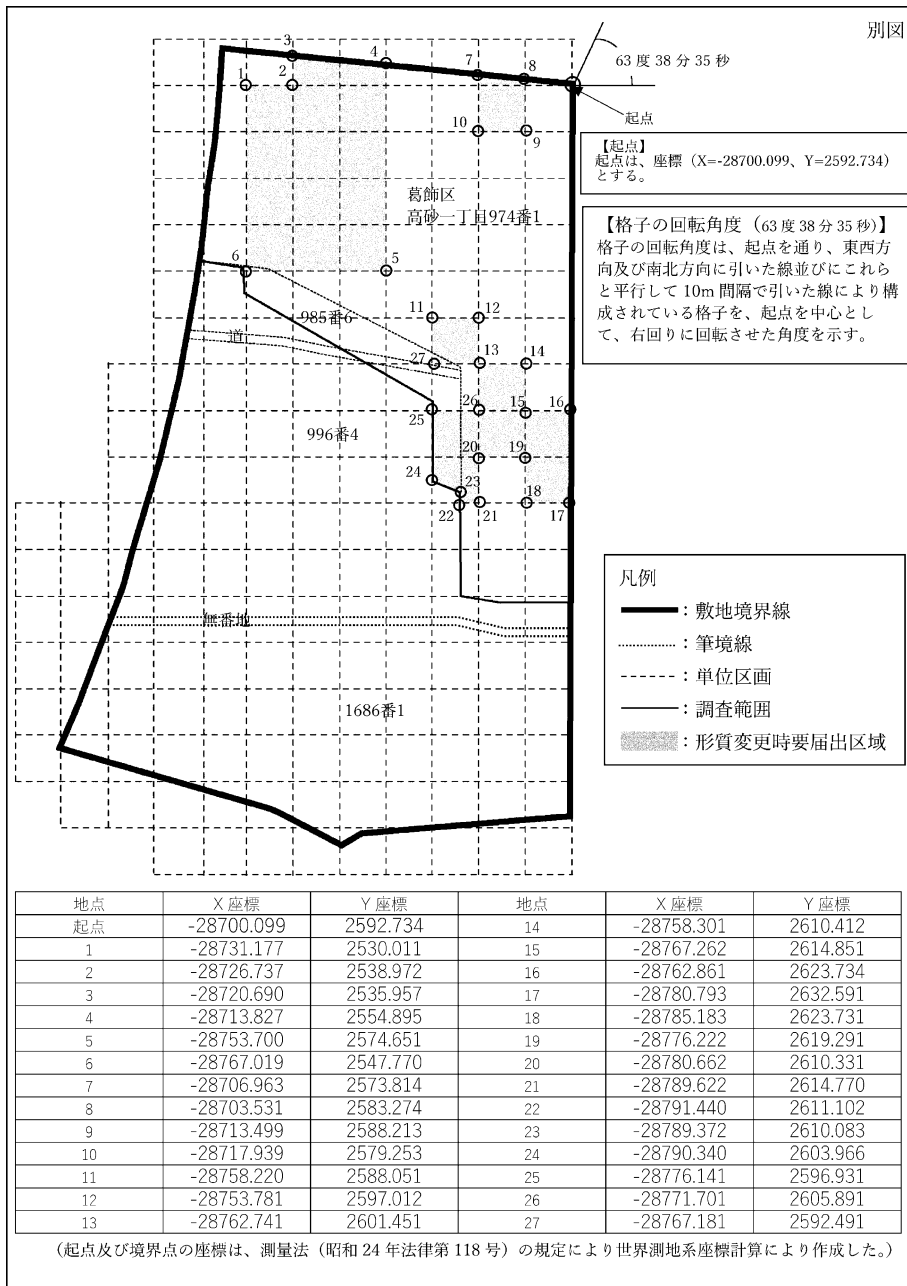 別図
63 度 38 分 35 秒
起点
【起点】
起点は、座標（X=-28700.099、Y=2592.734）
とする。
【格子の回転角度（63 度 38 分 35 秒）】
格子の回転角度は、起点を通り、東西方
向及び南北方向に引いた線並びにこれら
と平行して 10m 間隔で引いた線により構
成されている格子を、起点を中心とし
て、右回りに回転させた角度を示す。
3
4
7
8
1
2
10
9
葛飾区
高砂一丁目974番1
6
5
985番6
11
12
道
27
13
14
25
26
15
16
996番4
20
19
24
23
22
21
18
17
無番地
1686番1
凡例
：敷地境界線
：筆境線
：単位区画
：調査範囲
：形質変更時要届出区域
地点 X 座標 Y 座標 地点 X 座標 Y 座標
起点 -28700.099 2592.734 14 -28758.301 2610.412
1 -28731.177 2530.011 15 -28767.262 2614.851
2 -28726.737 2538.972 16 -28762.861 2623.734
3 -28720.690 2535.957 17 -28780.793 2632.591
4 -28713.827 2554.895 18 -28785.183 2623.731
5 -28753.700 2574.651 19 -28776.222 2619.291
6 -28767.019 2547.770 20 -28780.662 2610.331
7 -28706.963 2573.814 21 -28789.622 2614.770
8 -28703.531 2583.274 22 -28791.440 2611.102
9 -28713.499 2588.213 23 -28789.372 2610.083
10 -28717.939 2579.253 24 -28790.340 2603.966
11 -28758.220 2588.051 25 -28776.141 2596.931
12 -28753.781 2597.012 26 -28771.701 2605.891
13 -28762.741 2601.451 27 -28767.181 2592.491
（起点及び境界点の座標は、測量法（昭和 24 年法律第 118 号）の規定により世界測地系座標計算により作成した。）